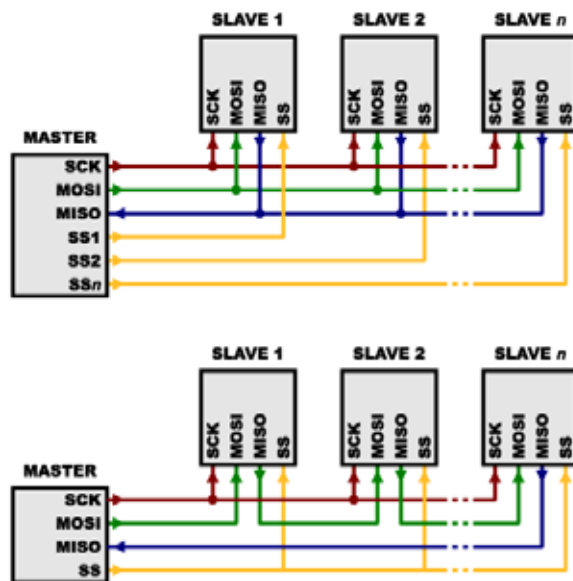 SLAVE 1 SLAVE 2 SLAVE n
SCK MOSI MISO SS SCK MOSI MISO SS SCK MOSI MISO SS
MASTER
SCK
MOSI
MISO
SS1
SS2
SSn
SLAVE 1 SLAVE 2 SLAVE n
SCK MOSI MISO SS SCK MOSI MISO SS SCK MOSI MISO SS
MASTER
SCK
MOSI
MISO
SS